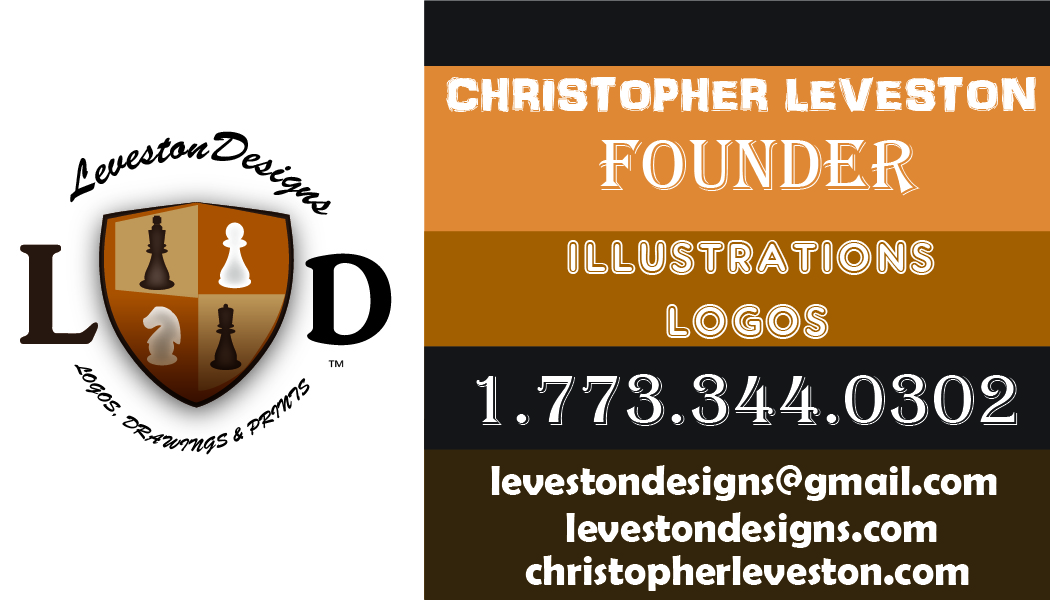 LevestonDesigns
L D
™
LOGOS, DRAWINGS & PRINTS
CHRISTOPHER LEVESTON
FOUNDER
ILLUSTRATIONS
LOGOS
1.773.344.0302
levestondesigns@gmail.com
levestondesigns.com
christopherleveston.com